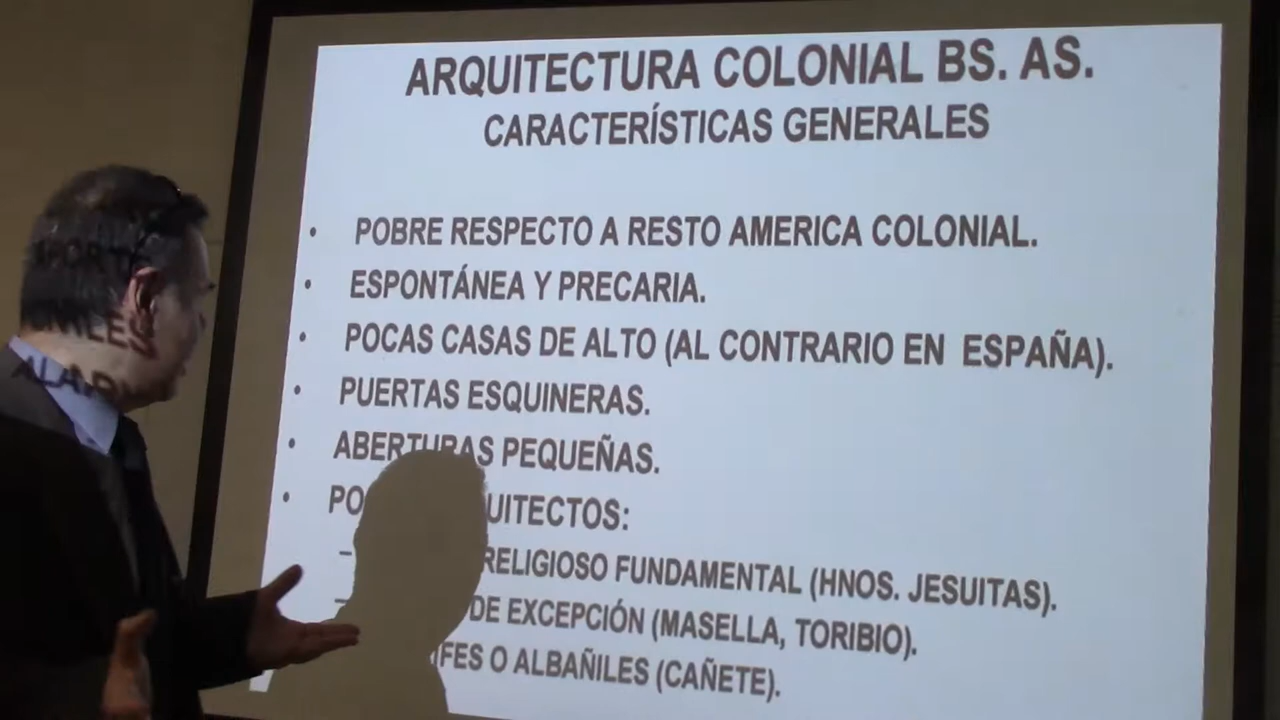 ARQUITECTURA COLONIAL BS. AS.
CARACTERÍSTICAS GENERALES
• POBRE RESPECTO A RESTO AMERICA COLONIAL.
• ESPONTÁNEA Y PRECARIA.
• POCAS CASAS DE ALTO (AL CONTRARIO EN ESPAÑA).
• PUERTAS ESQUINERAS.
• ABERTURAS PEQUEÑAS.
•
– RELIGIOSO FUNDAMENTAL (HNOS. JESUITAS).
– DE EXCEPCIÓN (MASELLA, TORIBIO).
O ALBAÑILES (CAÑETE).